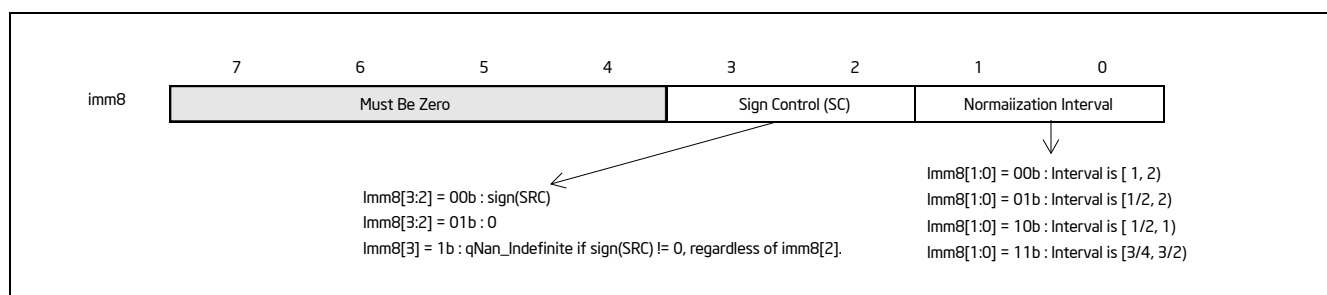 7 6 5 4 3 2 1 0
imm8 Must Be Zero Sign Control (SC) Normaiization Interval
Imm8[3:2] = 00b : sign(SRC)
Imm8[3:2] = 01b : 0
Imm8[3] = 1b : qNan_Indefinite if sign(SRC) != 0, regardless of imm8[2].
Imm8[1:0] = 00b : Interval is [ 1, 2)
Imm8[1:0] = 01b : Interval is [1/2, 2)
Imm8[1:0] = 10b : Interval is [ 1/2, 1)
Imm8[1:0] = 11b : Interval is [3/4, 3/2)